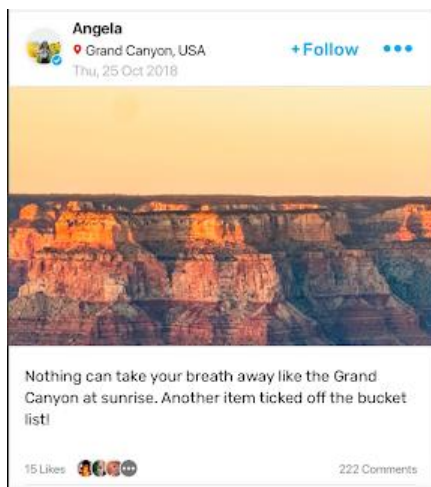 Angela
Grand Canyon, USA
+Follow
Thu, 25 Oct 2018
Nothing can take your breath away like the Grand
Canyon at sunrise. Another item ticked off the bucket
list!
15 Likes
222 Comments